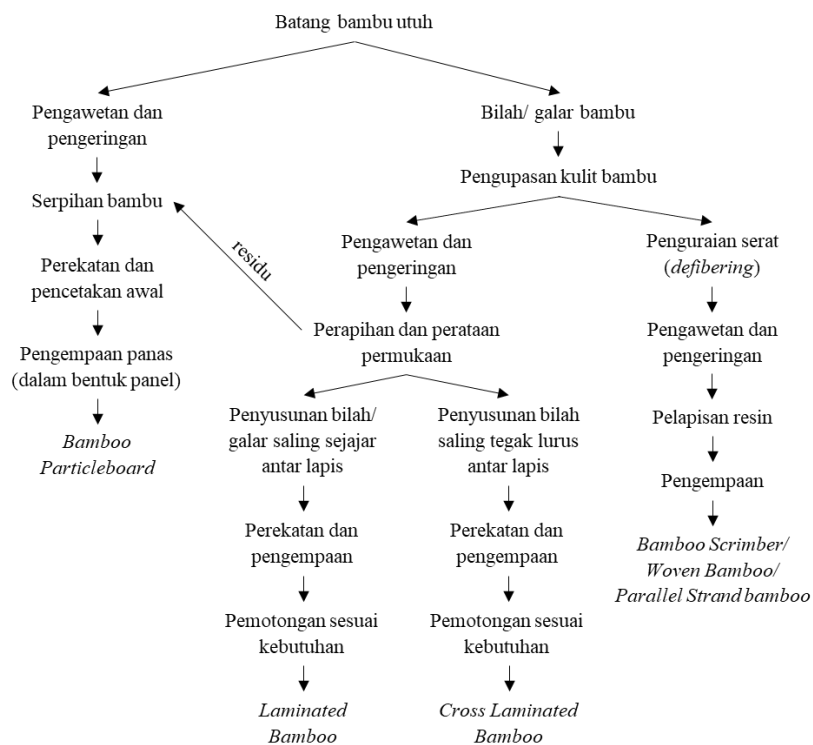 Batang bambu utuh
Pengawetan dan
pengeringan
Serpihan bambu
Perekatan dan
pencetakan awal
Pengempaan panas
(dalam bentuk panel)
Bamboo
Particleboard
residu
Bilah/ galar bambu
Pengupasan kulit bambu
Pengawetan dan
pengeringan
Perapihan dan perataan
permukaan
Penyusunan bilah/
galar saling sejajar
antar lapis
Perekatan dan
pengempaan
Pemotongan sesuai
kebutuhan
Laminated
Bamboo
Penyusunan bilah
saling tegak lurus
antar lapis
Perekatan dan
pengempaan
Pemotongan sesuai
kebutuhan
Cross Laminated
Bamboo
Penguraian serat
(defibering)
Pengawetan dan
pengeringan
Pelapisan resin
Pengempaan
Bamboo Scrimber/
Woven Bamboo/
Parallel Strand bamboo